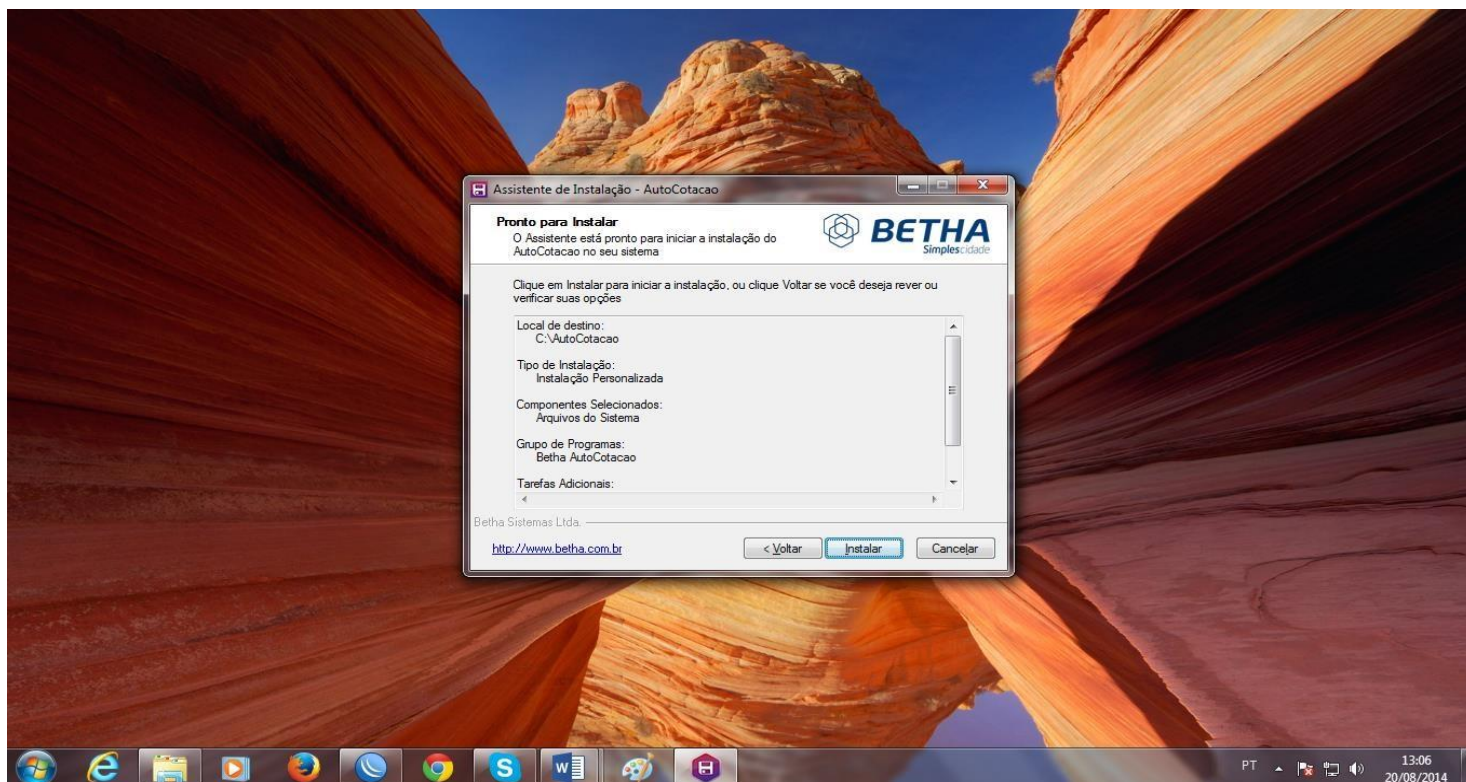 Assistente de Instalação - AutoCotacao
Pronto para Instalar
O Assistente está pronto para iniciar a instalação do
AutoCotacao no seu sistema
BETHA
Simplescidade
Clique em Instalar para iniciar a instalação, ou clique Voltar se você deseja rever ou
verificar suas opções
Local de destino:
C:\AutoCotacao
Tipo de Instalação:
Instalação Personalizada
Componentes Selecionados:
Arquivos do Sistema
Grupo de Programas:
Betha AutoCotacao
Tarefas Adicionais:
Betha Sistemas Ltda.
http://www.betha.com.br
< Voltar
Instalar
Cancelar
PT
13:06
20/08/2014